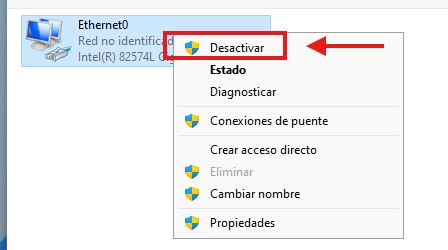 Ethernet0
Red no identificad
Intel(R) 82574L Gig
Desactivar
Estado
Diagnosticar
Conexiones de puente
Crear acceso directo
Eliminar
Cambiar nombre
Propiedades